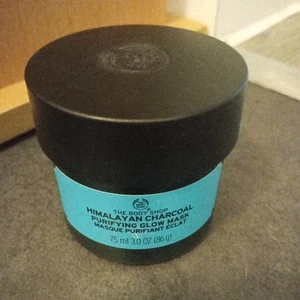 THE BODY SHOP
HIMALAYAN CHARCOAL
PURIFYING GLOW MASK
MASQUE PURIFIANT ÉCLAT
75 ml 3.0 OZ (86 g)